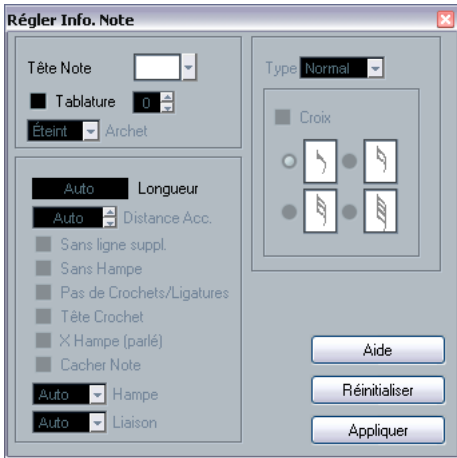 Régler Info. Note
Tête Note
Tablature 0
Éteint Archet
Auto Longueur
Auto Distance Acc.
Sans ligne suppl.
Sans Hampe
Pas de Crochets/Ligatures
Tête Crochet
X Hampe (parlé)
Cacher Note
Auto Hampe
Auto Liaison
Type Normal
Croix
Aide
Réinitialiser
Appliquer